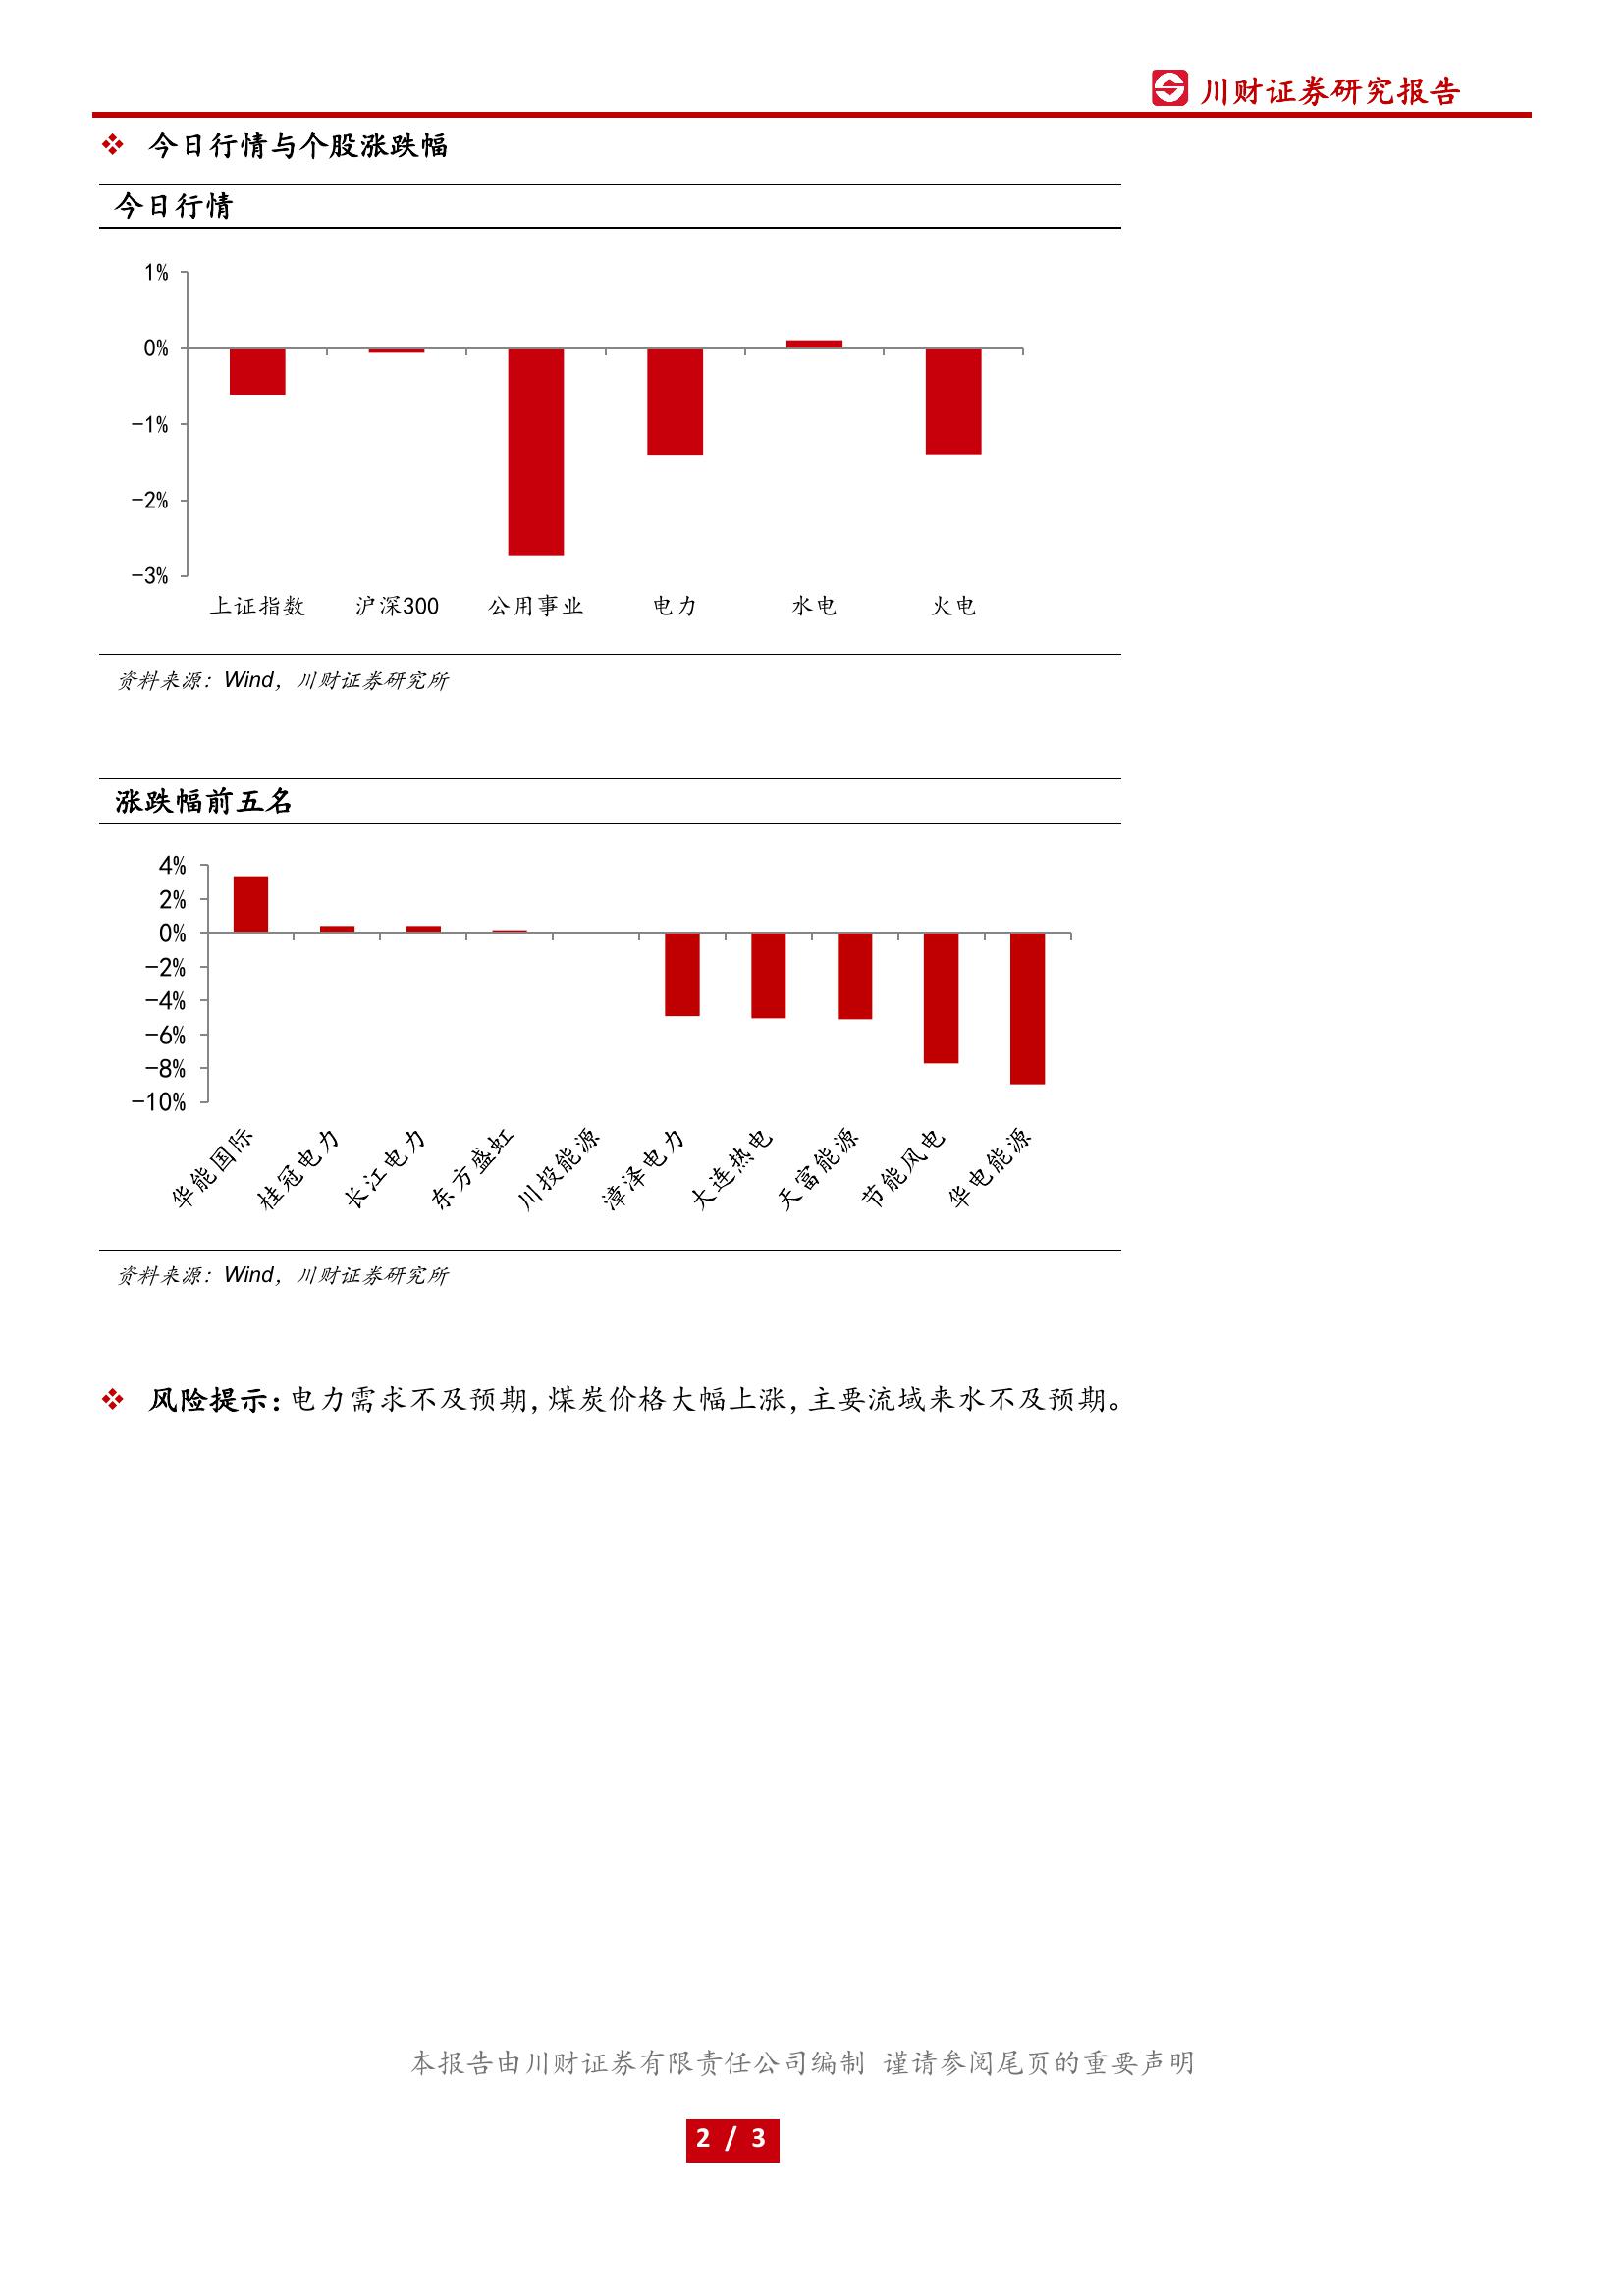 川财证券研究报告
今日行情与个股涨跌幅
今日行情
1%
0%
-1%
-2%
-3%
上证指数 沪深300 公用事业 电力 水电 火电
资料来源：Wind，川财证券研究所
涨跌幅前五名
4%
2%
0%
-2%
-4%
-6%
-8%
-10%
华能国际 桂冠电力 长江电力 东方盛虹 川投能源 漳泽电力 大连热电 天富能源 节能风电 华电能源
资料来源：Wind，川财证券研究所
风险提示：电力需求不及预期，煤炭价格大幅上涨，主要流域来水不及预期。
本报告由川财证券有限责任公司编制 谨请参阅尾页的重要声明
2 / 3